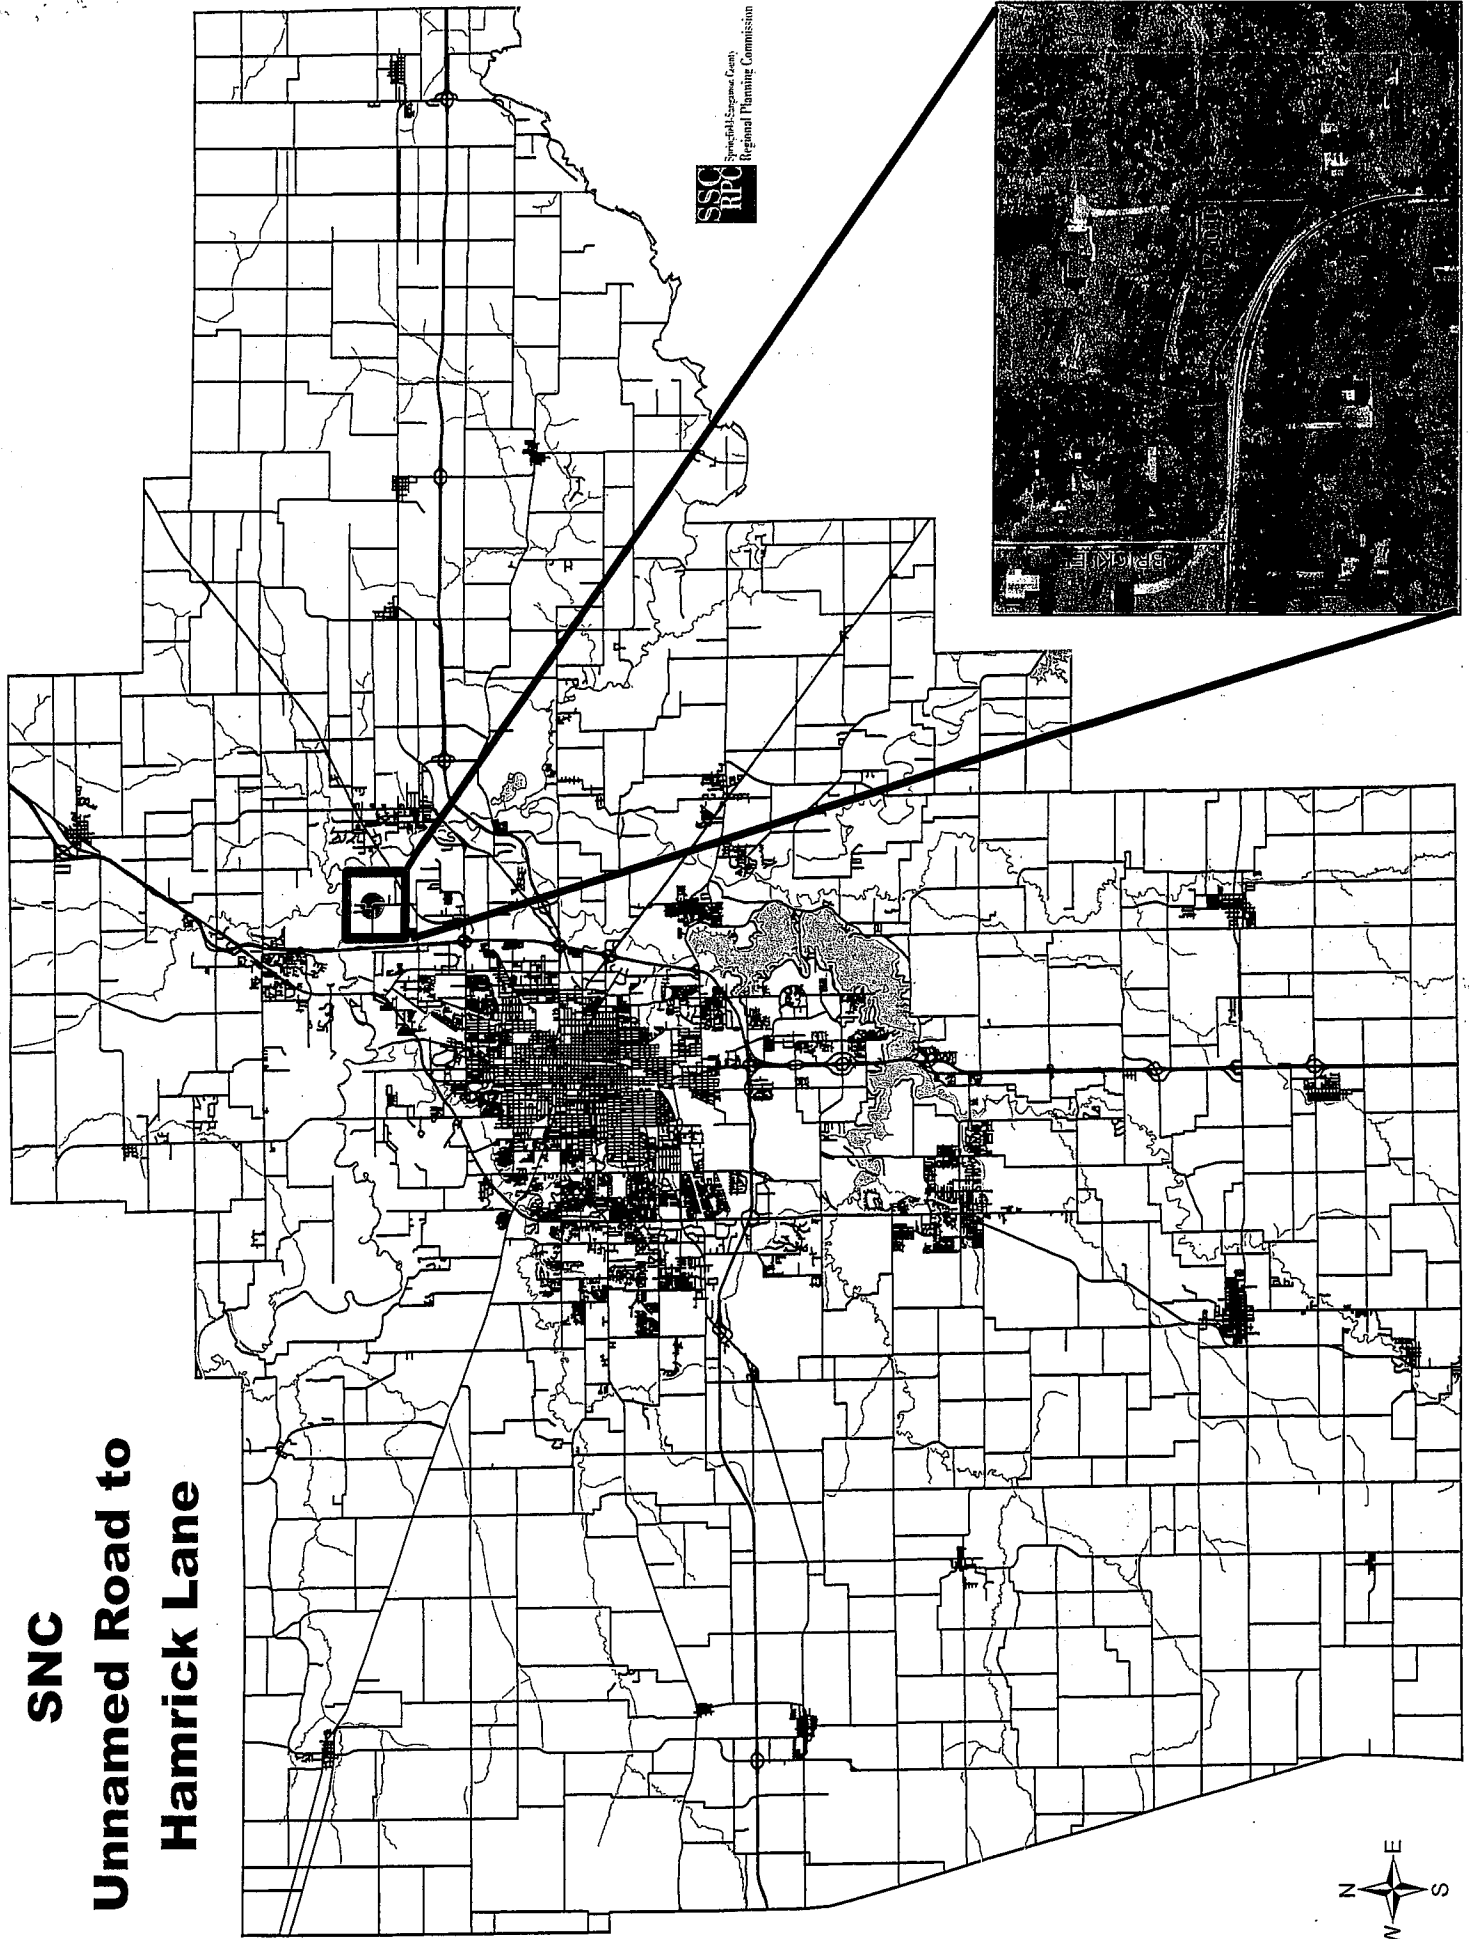 SNC
Unnamed Road to
Hamrick Lane
SSC
RPC
Springfield-Sangamon County
Regional Planning Commission
N
W
E
S